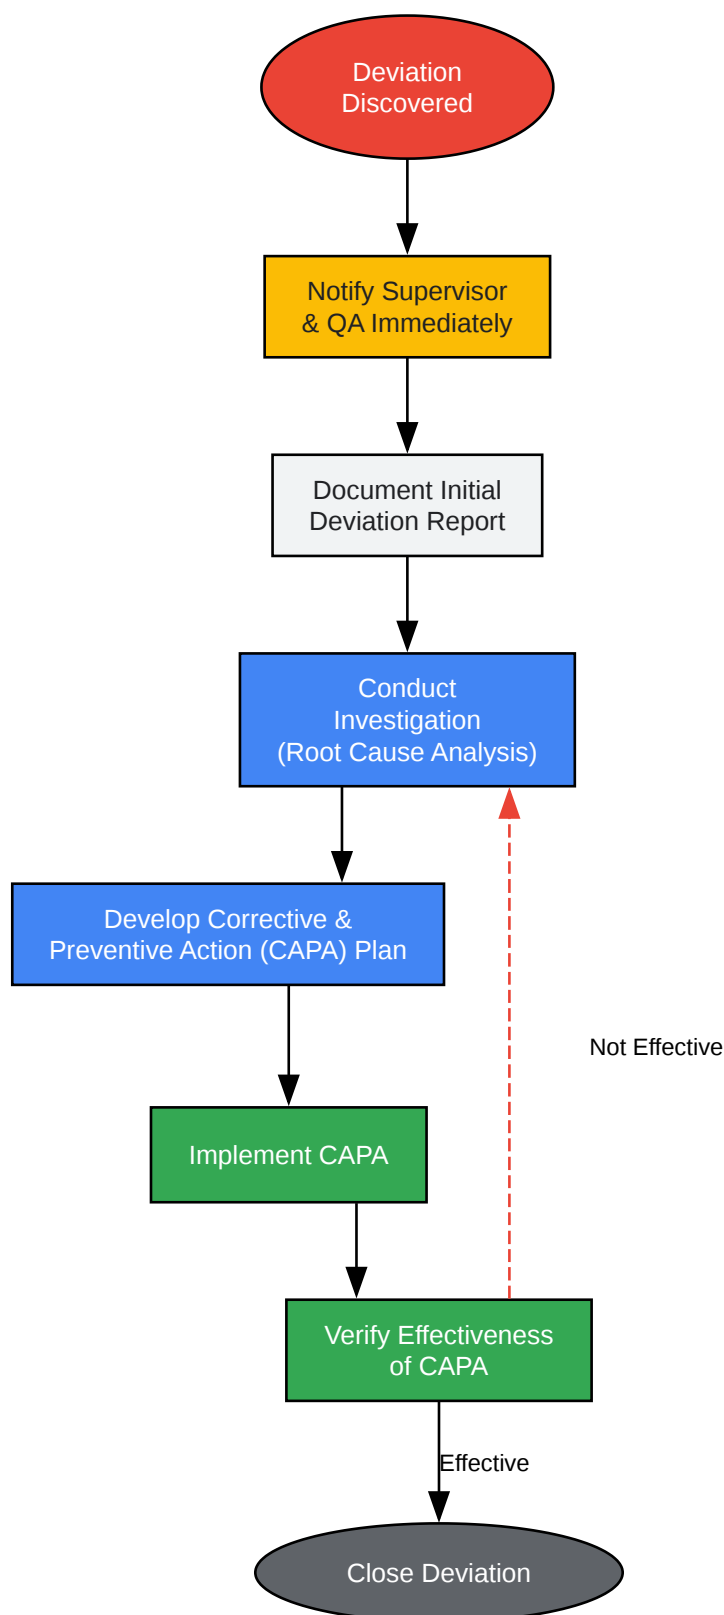 Deviation
Discovered
Notify Supervisor
& QA Immediately
Document Initial
Deviation Report
Conduct
Investigation
(Root Cause Analysis)
Develop Corrective &
Preventive Action (CAPA) Plan
Not Effective
Implement CAPA
Verify Effectiveness
of CAPA
Effective
Close Deviation